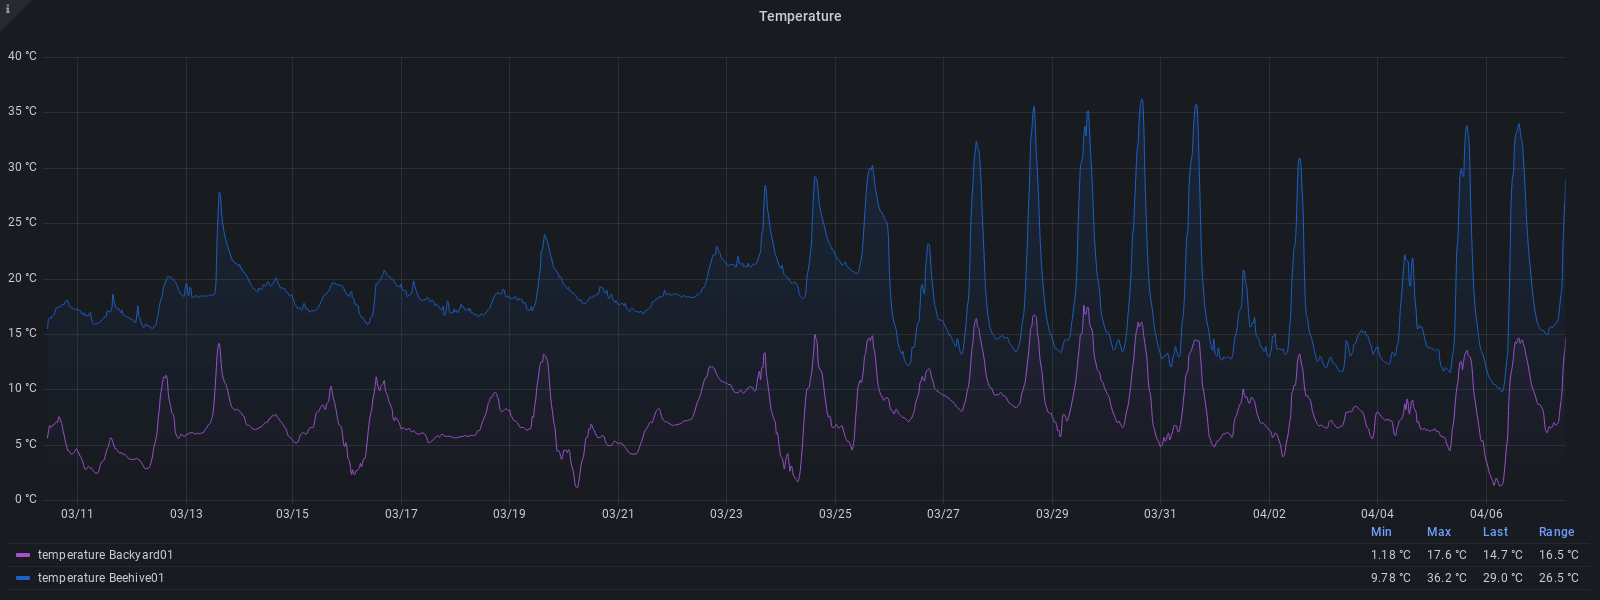 i
Temperature
40 °C
35 °C
30 °C
25 °C
20 °C
15 °C
10 °C
5 °C
0 °C
03/11 03/13 03/15 03/17 03/19 03/21 03/23 03/25 03/27 03/29 03/31 04/02 04/04 04/06
Min Max Last Range
temperature Backyard01 1.18 °C 17.6 °C 14.7 °C 16.5 °C
temperature Beehive01 9.78 °C 36.2 °C 29.0 °C 26.5 °C